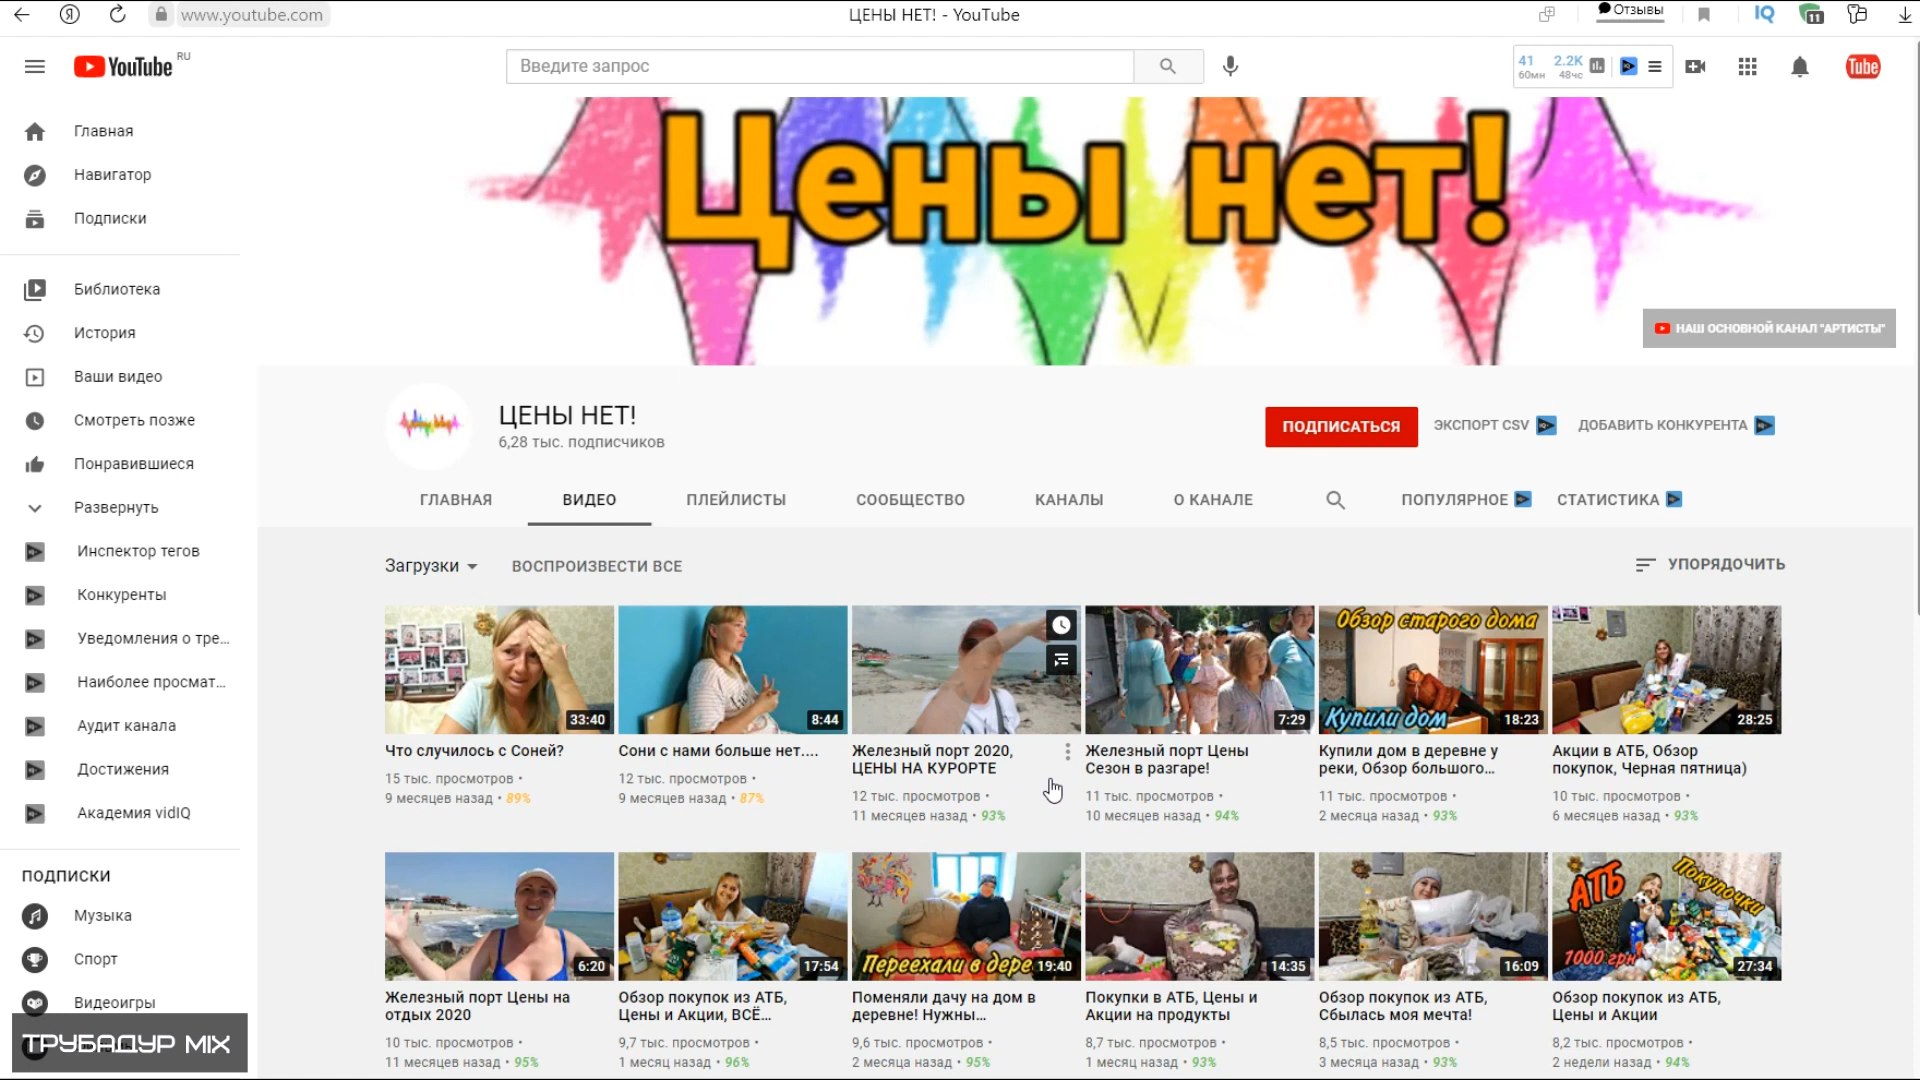 www.youtube.com
ЦЕНЫ НЕТ! - YouTube
Отзывы
IQ
11
YouTube RU
Введите запрос
41 2.2K
60мн 48чс
Tube
Главная
Навигатор
Подписки
Библиотека
История
Ваши видео
Смотреть позже
Понравившиеся
Развернуть
Инспектор тегов
Конкуренты
Уведомления о тре...
Наиболее просмат...
Аудит канала
Достижения
Академия vidIQ
ПОДПИСКИ
Музыка
Спорт
Видеоигры
ТРУБАДУР MIX
Цены нет!
НАШ ОСНОВНОЙ КАНАЛ "АРТИСТЫ"
ЦЕНЫ НЕТ!
6,28 тыс. подписчиков
ПОДПИСАТЬСЯ
ЭКСПОРТ CSV
ДОБАВИТЬ КОНКУРЕНТА
ГЛАВНАЯ ВИДЕО ПЛЕЙЛИСТЫ СООБЩЕСТВО КАНАЛЫ О КАНАЛЕ ПОПУЛЯРНОЕ СТАТИСТИКА
Загрузки ВОСПРОИЗВЕСТИ ВСЕ УПОРЯДОЧИТЬ
33:40
Что случилось с Соней?
15 тыс. просмотров •
9 месяцев назад • 89%
8:44
Сони с нами больше нет....
12 тыс. просмотров •
9 месяцев назад • 87%
Железный порт 2020,
ЦЕНЫ НА КУРОРТЕ
12 тыс. просмотров •
11 месяцев назад • 93%
7:29
Железный порт Цены
Сезон в разгаре!
11 тыс. просмотров •
10 месяцев назад • 94%
Обзор старого дома
Купили дом
18:23
Купили дом в деревне у
реки, Обзор большого...
11 тыс. просмотров •
2 месяца назад • 93%
28:25
Акции в АТБ, Обзор
покупок, Черная пятница)
10 тыс. просмотров •
6 месяцев назад • 93%
6:20
Железный порт Цены на
отдых 2020
10 тыс. просмотров •
11 месяцев назад • 95%
17:54
Обзор покупок из АТБ,
Цены и Акции, ВСЁ...
9,7 тыс. просмотров •
1 месяц назад • 96%
Переехали в дере
19:40
Поменяли дачу на дом в
деревне! Нужны...
9,6 тыс. просмотров •
2 месяца назад • 95%
14:35
Покупки в АТБ, Цены и
Акции на продукты
8,7 тыс. просмотров •
1 месяц назад • 93%
16:09
Обзор покупок из АТБ,
Сбылась моя мечта!
8,5 тыс. просмотров •
3 месяца назад • 93%
АТБ
Покупочки
1000 грн
27:34
Обзор покупок из АТБ,
Цены и Акции
8,2 тыс. просмотров •
2 недели назад • 94%